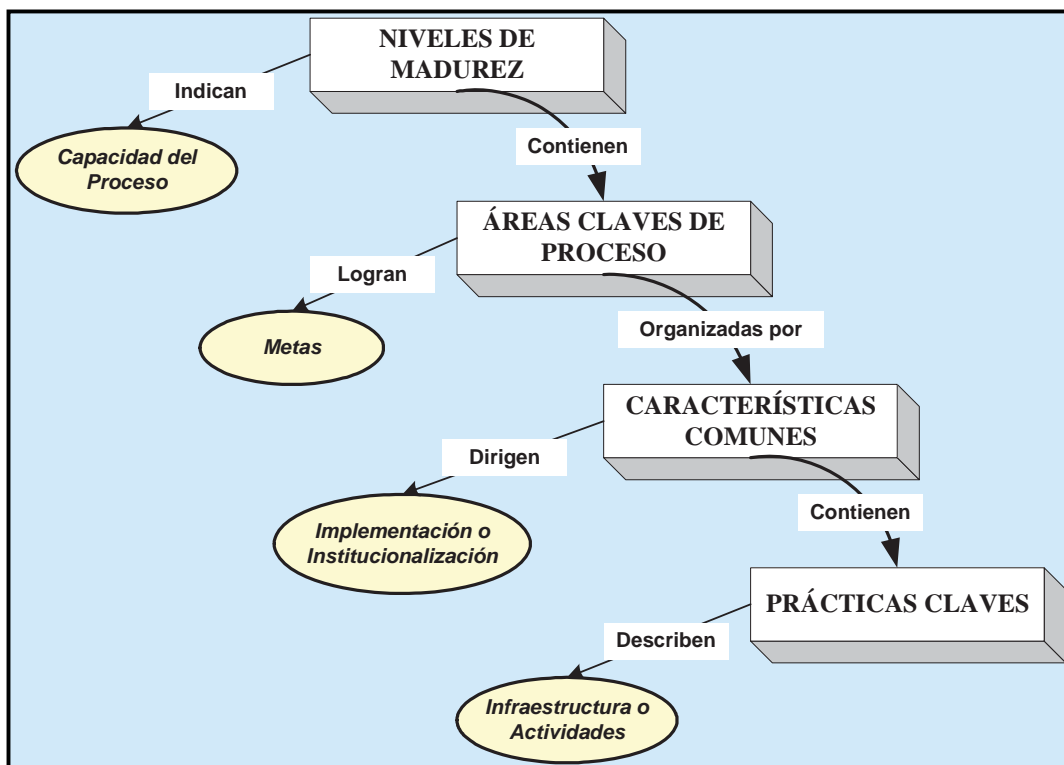 NIVELES DE
MADUREZ
Indican
Contienen
Capacidad del
Proceso
ÁREAS CLAVES DE
PROCESO
Logran
Organizadas por
Metas
CARACTERÍSTICAS
COMUNES
Dirigen
Contienen
Implementación o
Institucionalización
PRÁCTICAS CLAVES
Describen
Infraestructura o
Actividades